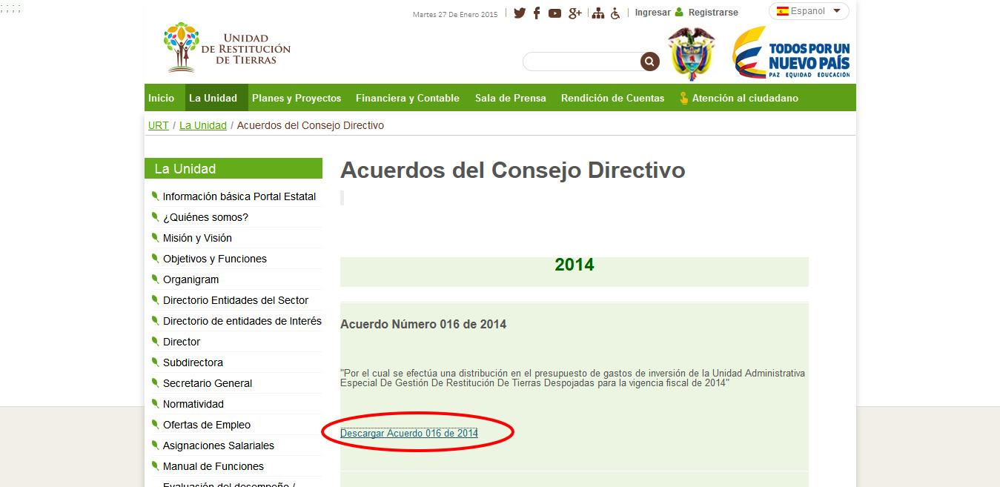 ; ; ; ;
Martes 27 De Enero 2015
Ingresar
Registrarse
Espanol
UNIDAD
DE RESTITUCIÓN
DE TIERRAS
TODOS POR UN
NUEVO PAÍS
PAZ EQUIDAD EDUCACIÓN
Inicio
La Unidad
Planes y Proyectos
Financiera y Contable
Sala de Prensa
Rendición de Cuentas
Atención al ciudadano
URT / La Unidad / Acuerdos del Consejo Directivo
La Unidad
Información básica Portal Estatal
¿Quiénes somos?
Misión y Visión
Objetivos y Funciones
Organigram
Directorio Entidades del Sector
Directorio de entidades de Interés
Director
Subdirectora
Secretario General
Normatividad
Ofertas de Empleo
Asignaciones Salariales
Manual de Funciones
Evaluación del desempeño /
Acuerdos del Consejo Directivo
2014
Acuerdo Número 016 de 2014
"Por el cual se efectúa una distribución en el presupuesto de gastos de inversión de la Unidad Administrativa
Especial De Gestión De Restitución De Tierras Despojadas para la vigencia fiscal de 2014"
Descargar Acuerdo 016 de 2014